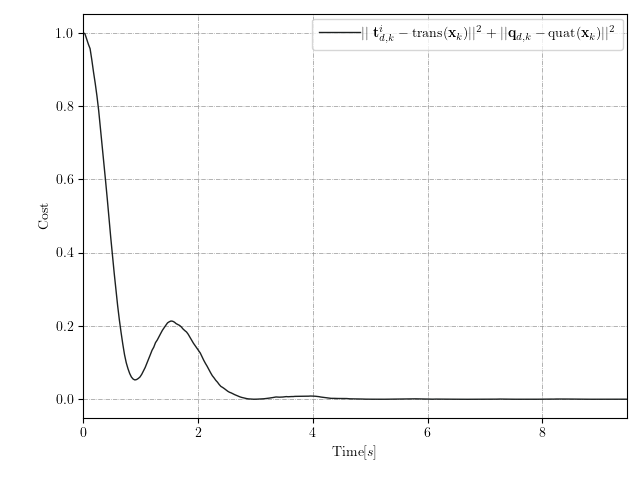 || t^i_{d,k} − trans(x_k)||^2 + ||q_{d,k} − quat(x_k)||^2
1.0
0.8
0.6
0.4
0.2
0.0
Cost
0 2 4 6 8
Time[s]